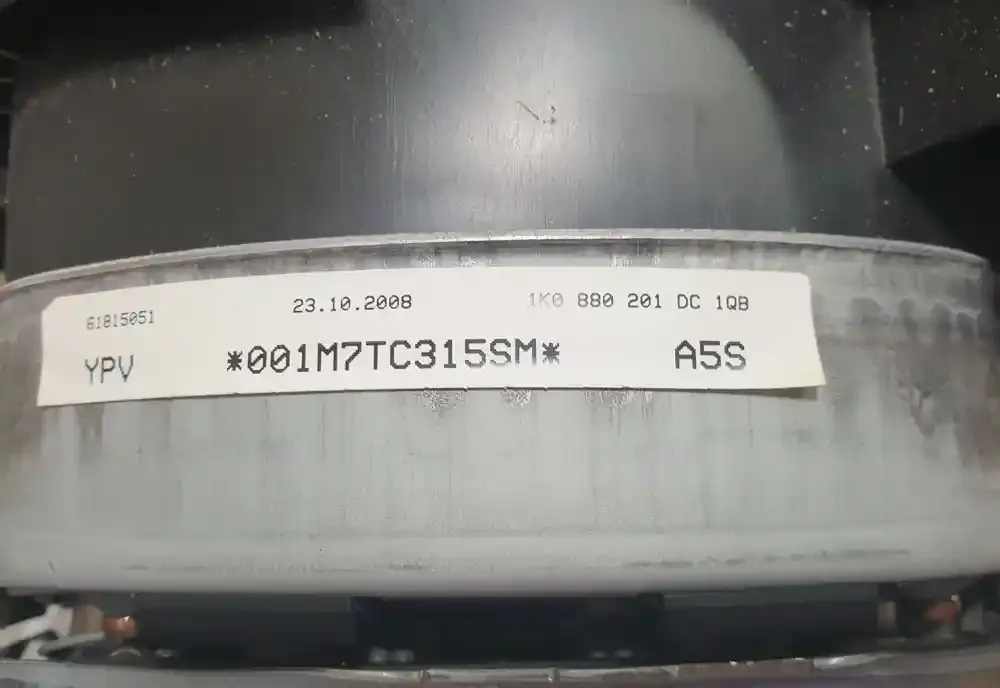 61815051 23.10.2008 1K0 880 201 DC 1QB
YPV *001M7TC315SM* A5S